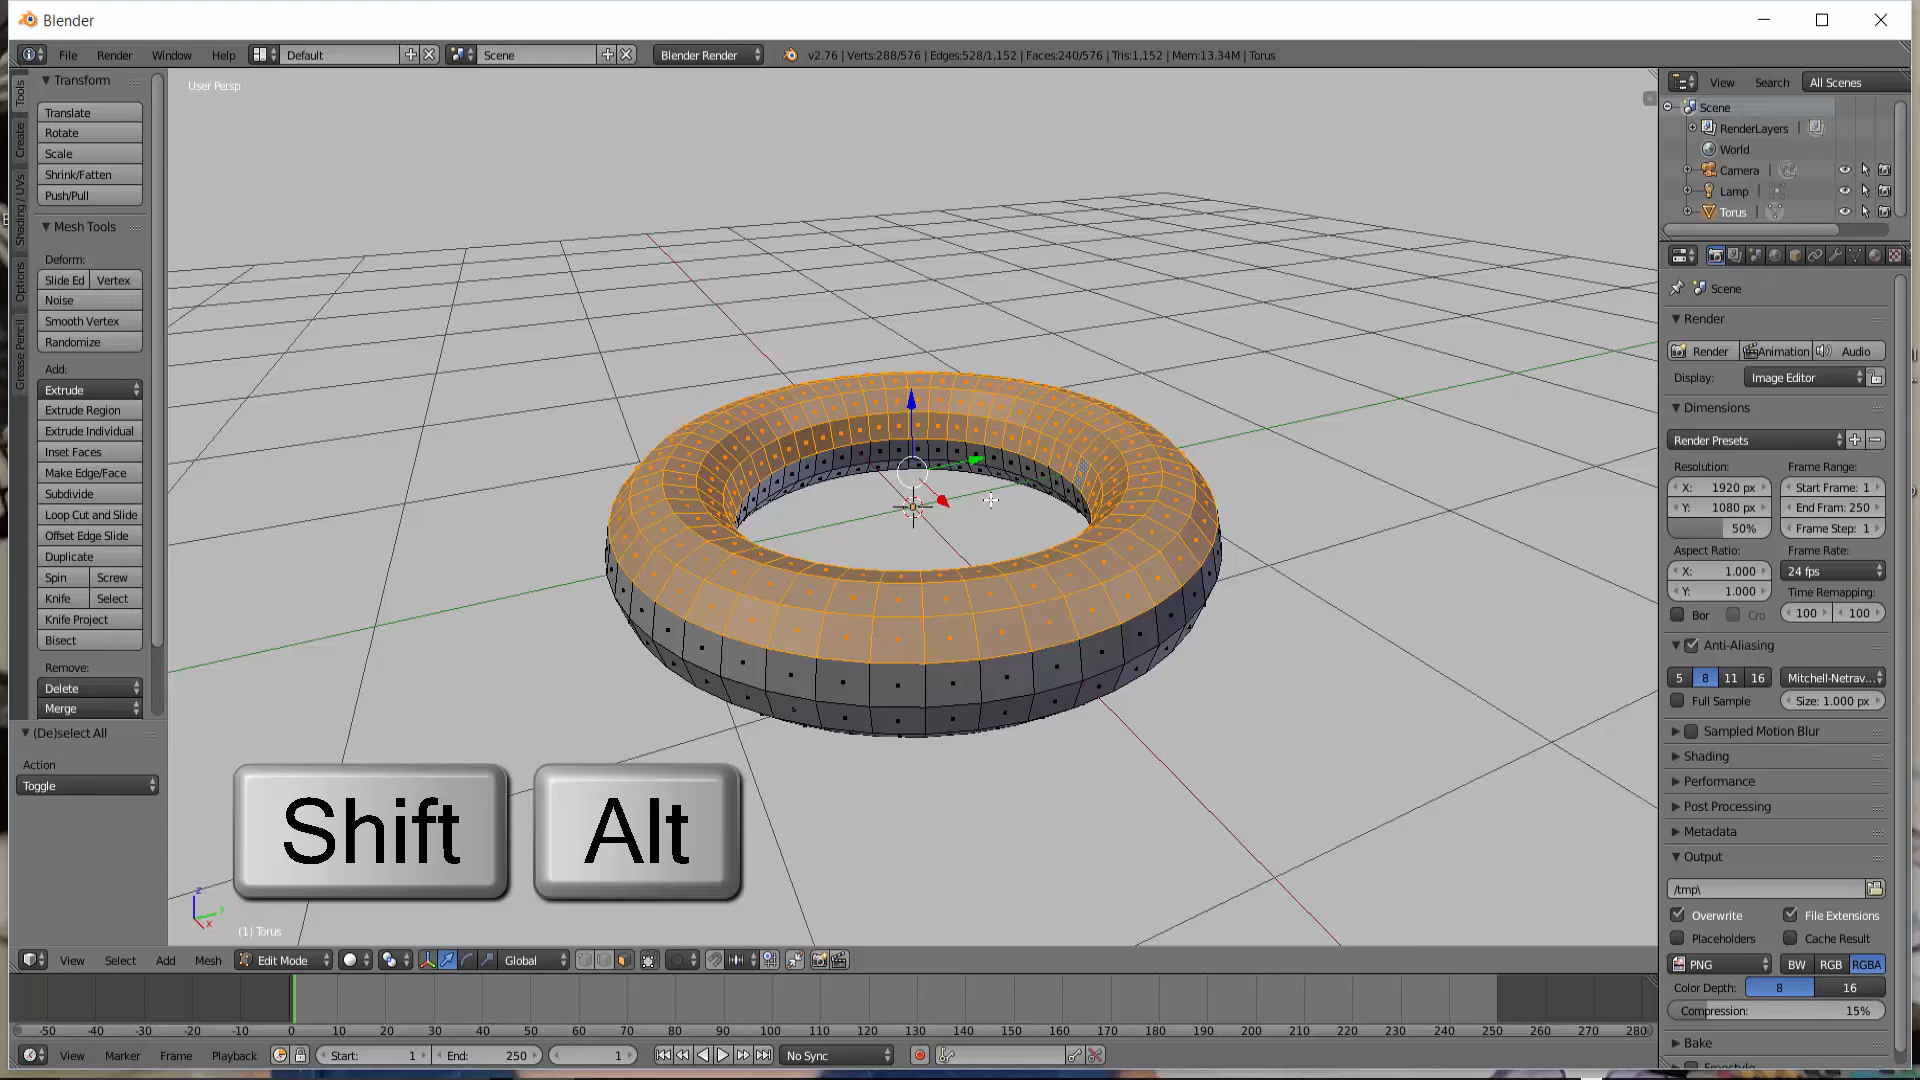 Blender
File Render Window Help Default Scene Blender Render v2.76 | Verts:288/576 | Edges:528/1,152 | Faces:240/576 | Tris:1,152 | Mem:13.34M | Torus
Tools
Create
Shading / UVs
Options
Grease Pencil
Transform
Translate
Rotate
Scale
Shrink/Fatten
Push/Pull
Mesh Tools
Deform:
Slide Ed Vertex
Noise
Smooth Vertex
Randomize
Add:
Extrude
Extrude Region
Extrude Individual
Inset Faces
Make Edge/Face
Subdivide
Loop Cut and Slide
Offset Edge Slide
Duplicate
Spin Screw
Knife Select
Knife Project
Bisect
Remove:
Delete
Merge
(De)select All
Action
Toggle
User Persp
Shift Alt
z
y
x
(1) Torus
View Search All Scenes
Scene
RenderLayers
World
Camera
Lamp
Torus
Scene
Render
Render Animation Audio
Display: Image Editor
Dimensions
Render Presets
Resolution: Frame Range:
X: 1920 px Start Frame: 1
Y: 1080 px End Fram: 250
50% Frame Step: 1
Aspect Ratio: Frame Rate:
X: 1.000 24 fps
Y: 1.000 Time Remapping:
Bor Cro 100 100
Anti-Aliasing
5 8 11 16 Mitchell-Netrav...
Full Sample Size: 1.000 px
Sampled Motion Blur
Shading
Performance
Post Processing
Metadata
Output
/tmp\
Overwrite File Extensions
Placeholders Cache Result
PNG BW RGB RGBA
Color Depth: 8 16
Compression: 15%
Bake
Freestyle
View Select Add Mesh Edit Mode Global
-50 -40 -30 -20 -10 0 10 20 30 40 50 60 70 80 90 100 110 120 130 140 150 160 170 180 190 200 210 220 230 240 250 260 270 280
View Marker Frame Playback Start: 1 End: 250 1 No Sync